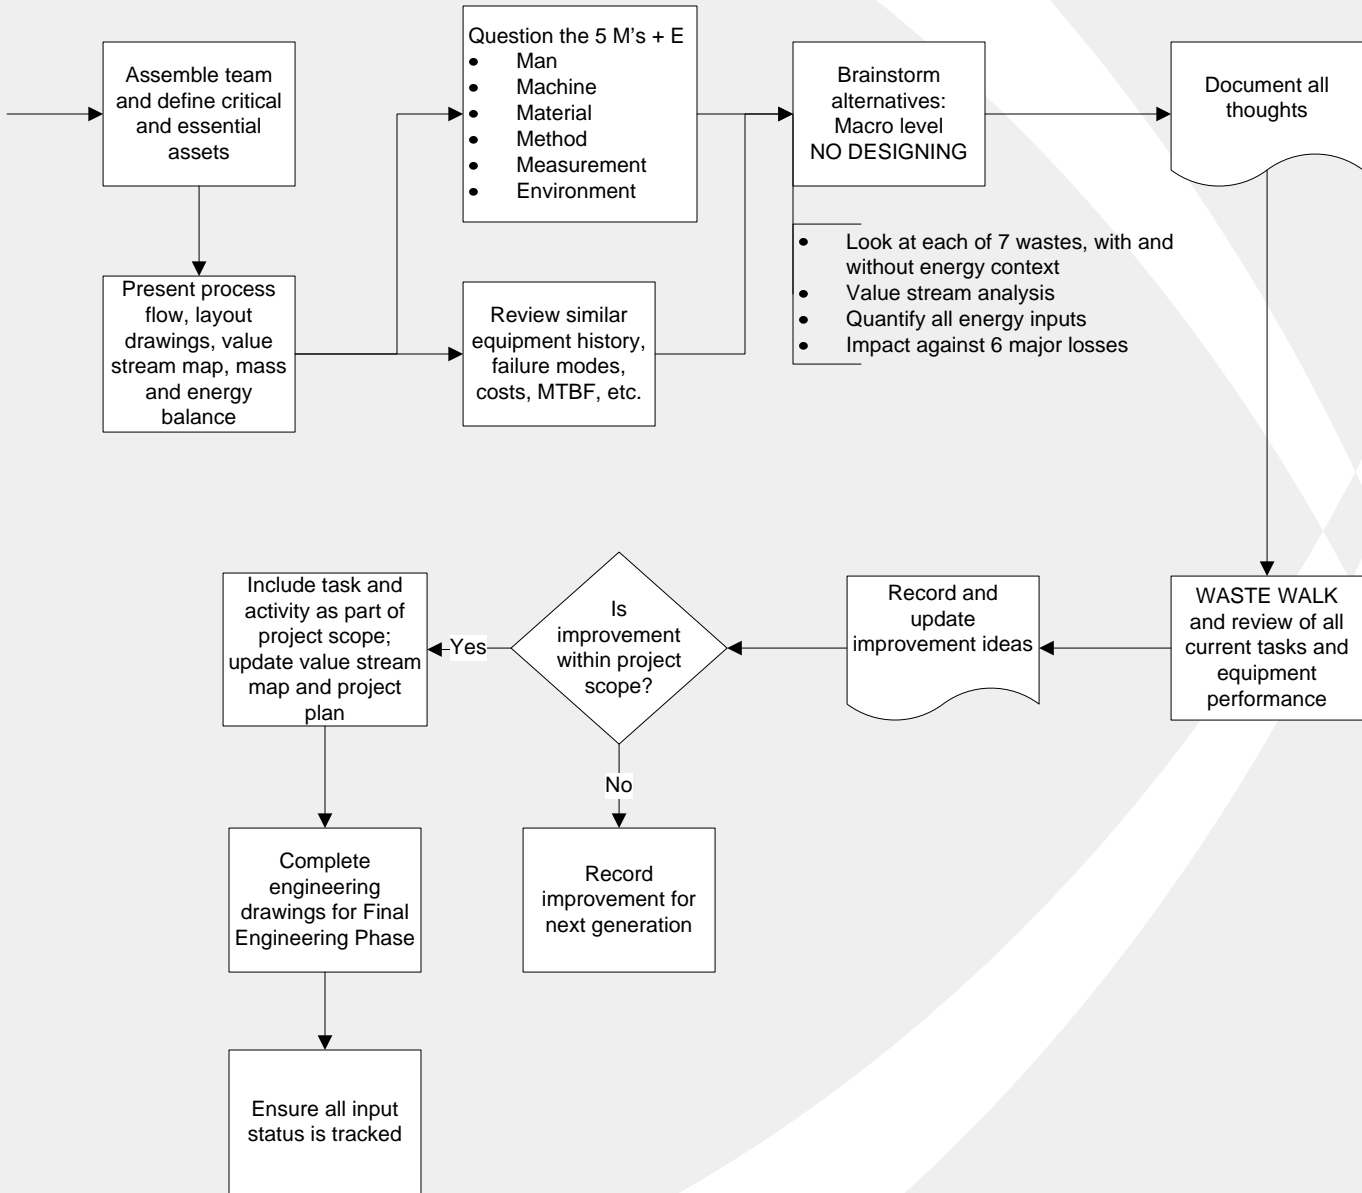 Assemble team
and define critical
and essential
assets
Question the 5 M's + E
• Man
• Machine
• Material
• Method
• Measurement
• Environment
Brainstorm
alternatives:
Macro level
NO DESIGNING
Document all
thoughts
Present process
flow, layout
drawings, value
stream map, mass
and energy
balance
Review similar
equipment history,
failure modes,
costs, MTBF, etc.
• Look at each of 7 wastes, with and
without energy context
• Value stream analysis
• Quantify all energy inputs
• Impact against 6 major losses
Include task and
activity as part of
project scope;
update value stream
map and project
plan
Yes
Is
improvement
within project
scope?
Record and
update
improvement ideas
WASTE WALK
and review of all
current tasks and
equipment
performance
No
Complete
engineering
drawings for Final
Engineering Phase
Record
improvement for
next generation
Ensure all input
status is tracked